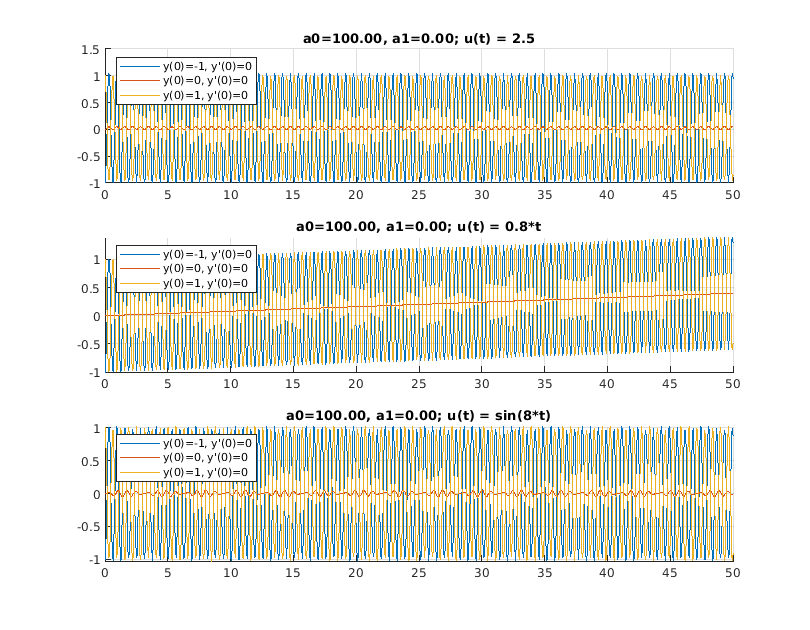 a0=100.00, a1=0.00; u(t) = 2.5
1.5
1
0.5
0
-0.5
-1
y(0)=-1, y'(0)=0
y(0)=0, y'(0)=0
y(0)=1, y'(0)=0
0 5 10 15 20 25 30 35 40 45 50
a0=100.00, a1=0.00; u(t) = 0.8*t
1
0.5
0
-0.5
-1
y(0)=-1, y'(0)=0
y(0)=0, y'(0)=0
y(0)=1, y'(0)=0
0 5 10 15 20 25 30 35 40 45 50
a0=100.00, a1=0.00; u(t) = sin(8*t)
1
0.5
0
-0.5
-1
y(0)=-1, y'(0)=0
y(0)=0, y'(0)=0
y(0)=1, y'(0)=0
0 5 10 15 20 25 30 35 40 45 50